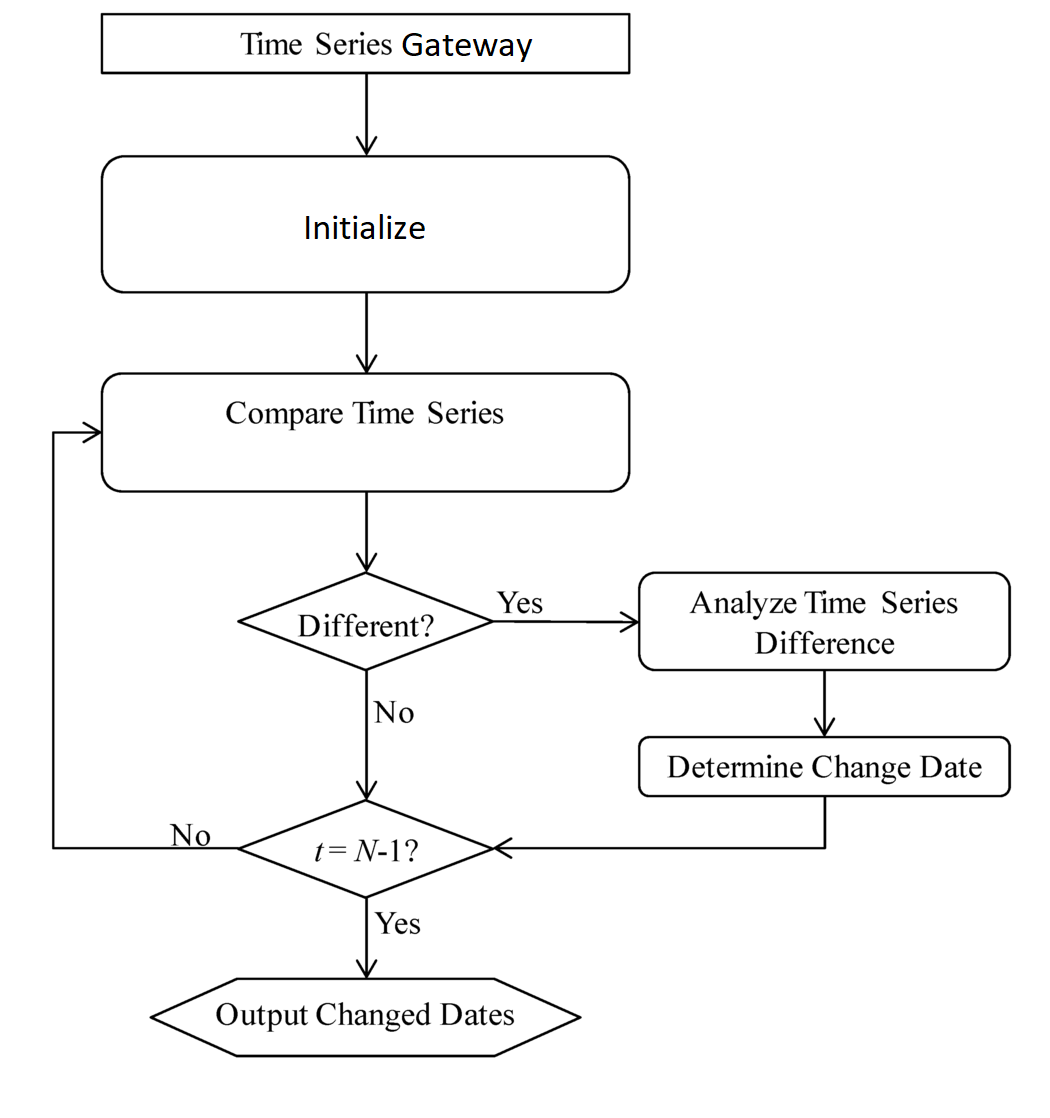 Time Series Gateway
Initialize
Compare Time Series
Different?
Yes
Analyze Time Series
Difference
No
Determine Change Date
No
t = N-1?
Yes
Output Changed Dates